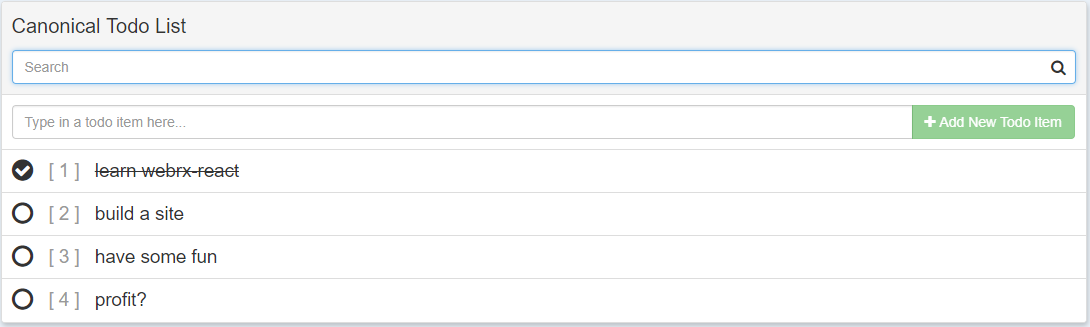 Canonical Todo List
Search
Type in a todo item here... Add New Todo Item
[ 1 ] learn webrx-react
[ 2 ] build a site
[ 3 ] have some fun
[ 4 ] profit?